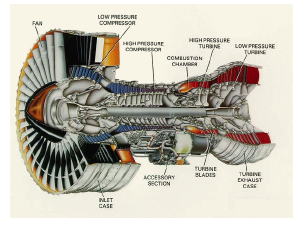 FAN
LOW PRESSURE
COMPRESSOR
HIGH PRESSURE
COMPRESSOR
COMBUSTION
CHAMBER
HIGH PRESSURE
TURBINE
LOW PRESSURE
TURBINE
INLET
CASE
ACCESSORY
SECTION
TURBINE
BLADES
TURBINE
EXHAUST
CASE